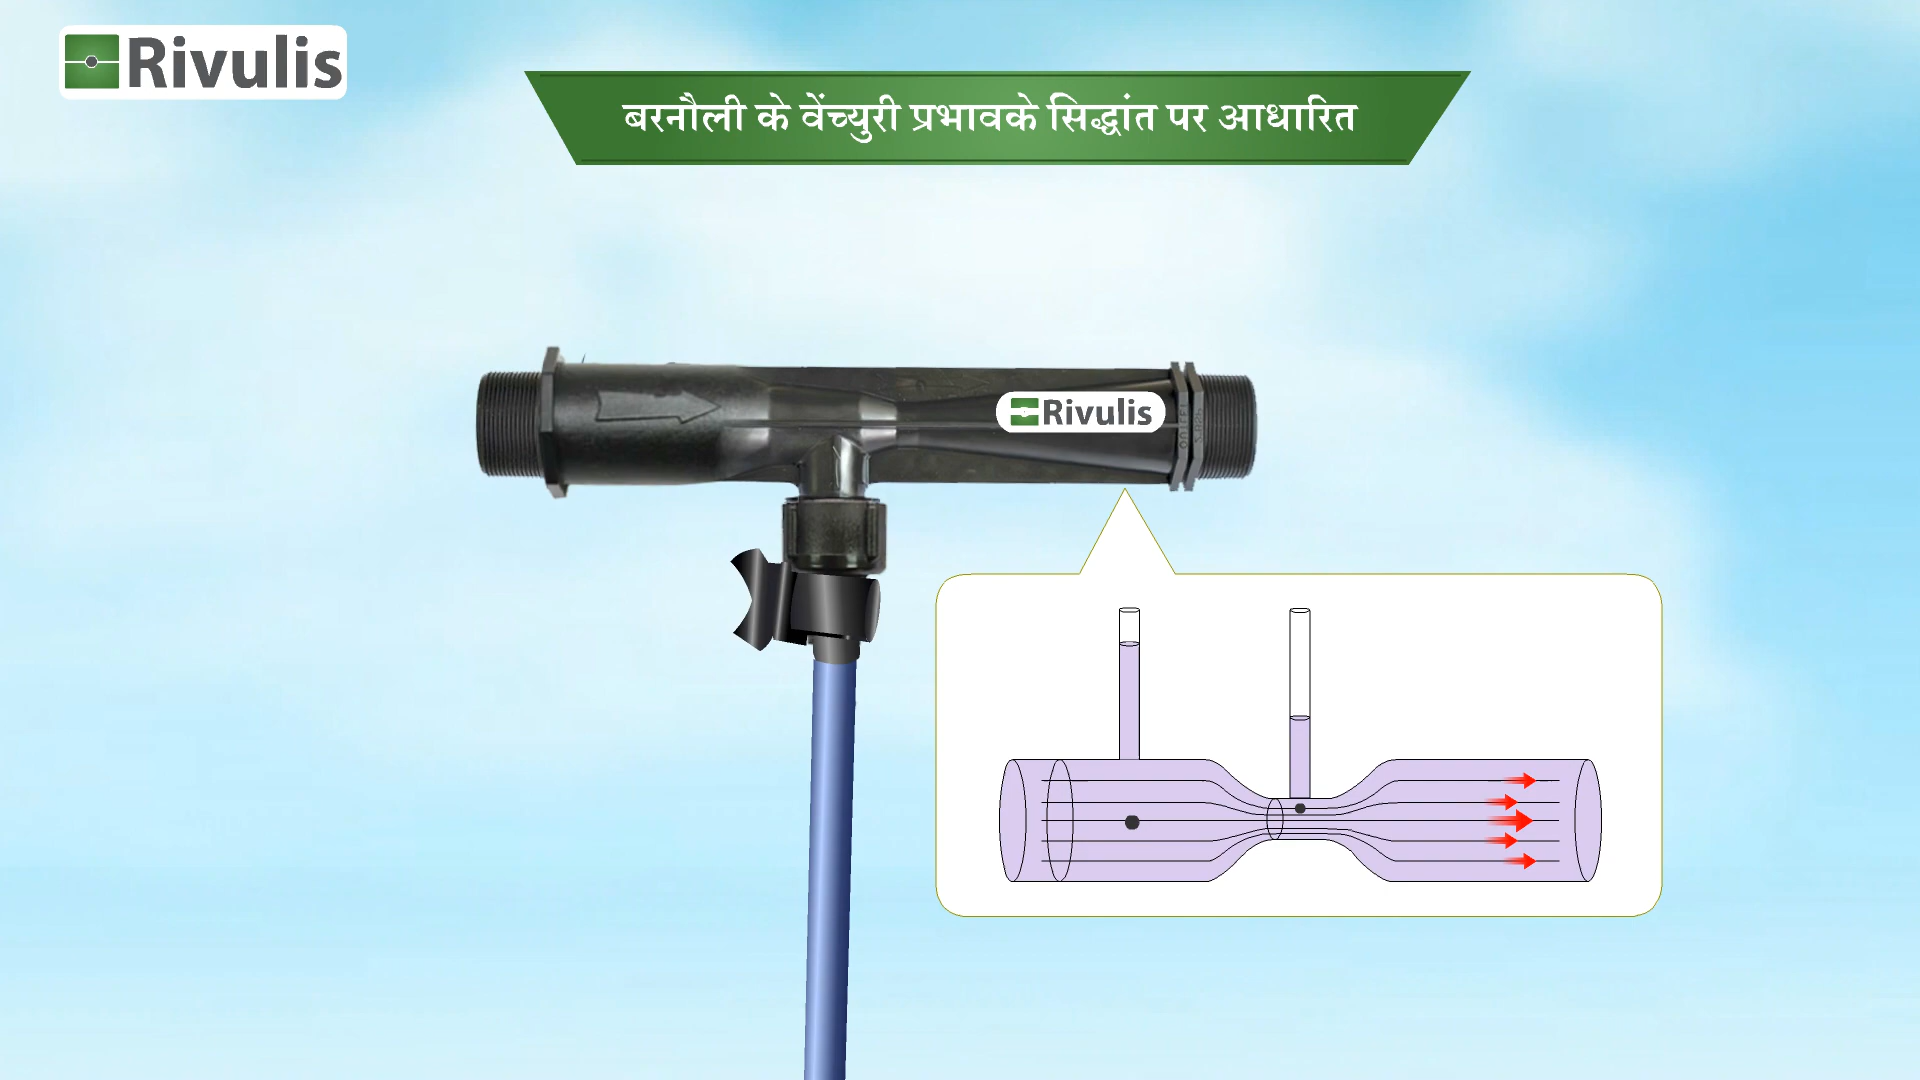 Rivulis
बरनौली के वेंच्युरी प्रभावके सिद्धांत पर आधारित
Rivulis